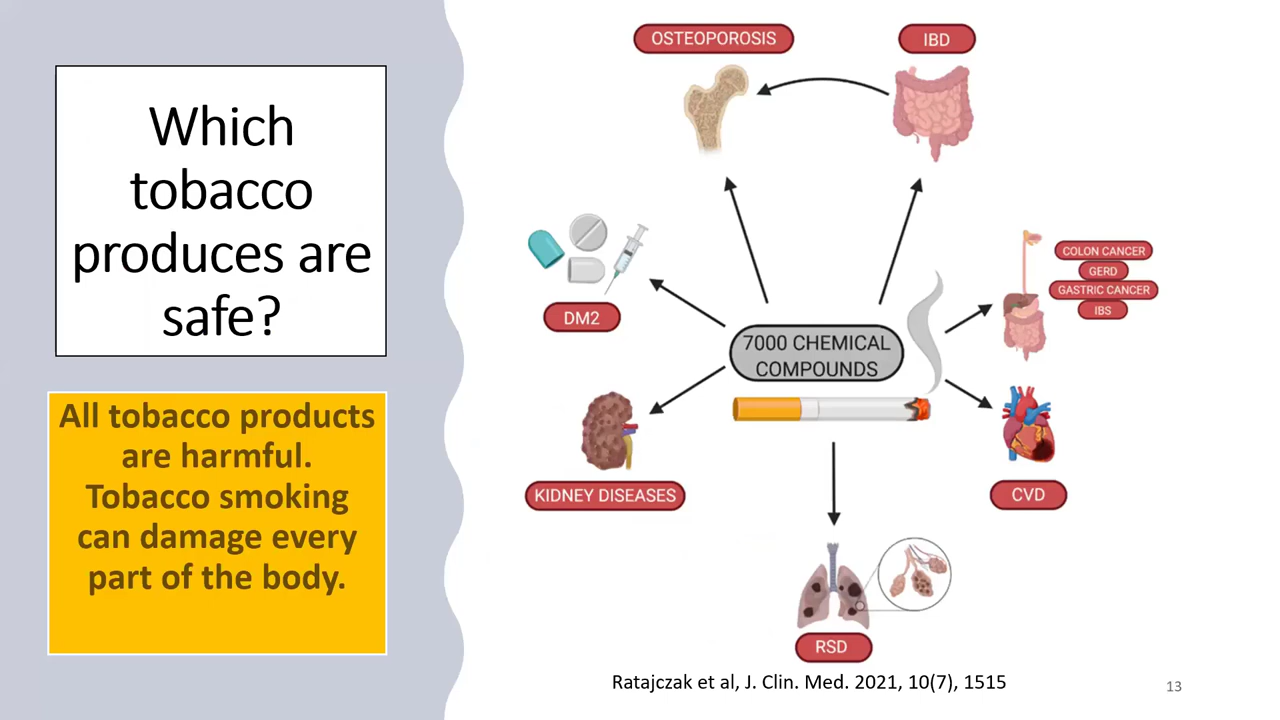 Which
tobacco
produces are
safe?
All tobacco products
are harmful.
Tobacco smoking
can damage every
part of the body.
OSTEOPOROSIS
IBD
DM2
COLON CANCER
GERD
GASTRIC CANCER
IBS
7000 CHEMICAL
COMPOUNDS
KIDNEY DISEASES
CVD
RSD
Ratajczak et al, J. Clin. Med. 2021, 10(7), 1515
13